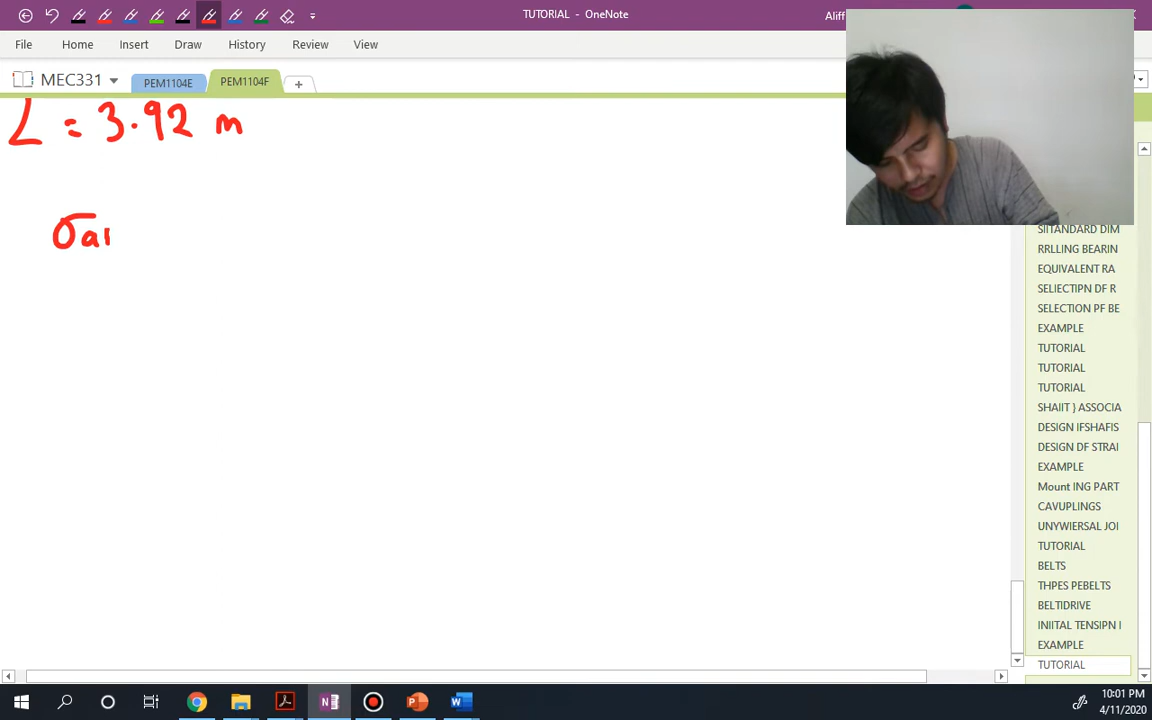 TUTORIAL - OneNote
Aliff
File Home Insert Draw History Review View
MEC331 PEM1104E PEM1104F
L = 3.92 m
σal
SIITANDARD DIM
RRLLING BEARIN
EQUIVALENT RA
SELIECTIPN DF R
SELECTION PF BE
EXAMPLE
TUTORIAL
TUTORIAL
TUTORIAL
SHAIIT } ASSOCIA
DESIGN IFSHAFIS
DESIGN DF STRAI
EXAMPLE
Mount ING PART
CAVUPLINGS
UNYWIERSAL JOI
TUTORIAL
BELTS
THPES PEBELTS
BELTIDRIVE
INIITAL TENSIPN I
EXAMPLE
TUTORIAL
10:01 PM
4/11/2020